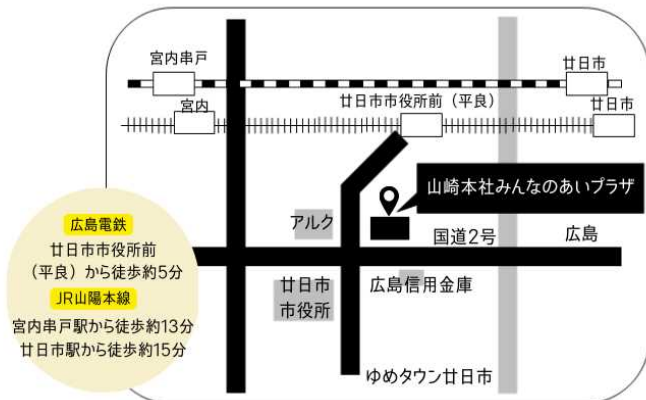 宮内串戸
廿日市
宮内
廿日市市役所前（平良）
廿日市
山崎本社みんなのあいプラザ
アルク
国道2号
広島
広島電鉄
廿日市市役所前
（平良）から徒歩約5分
JR山陽本線
宮内串戸駅から徒歩約13分
廿日市駅から徒歩約15分
廿日市
市役所
広島信用金庫
ゆめタウン廿日市